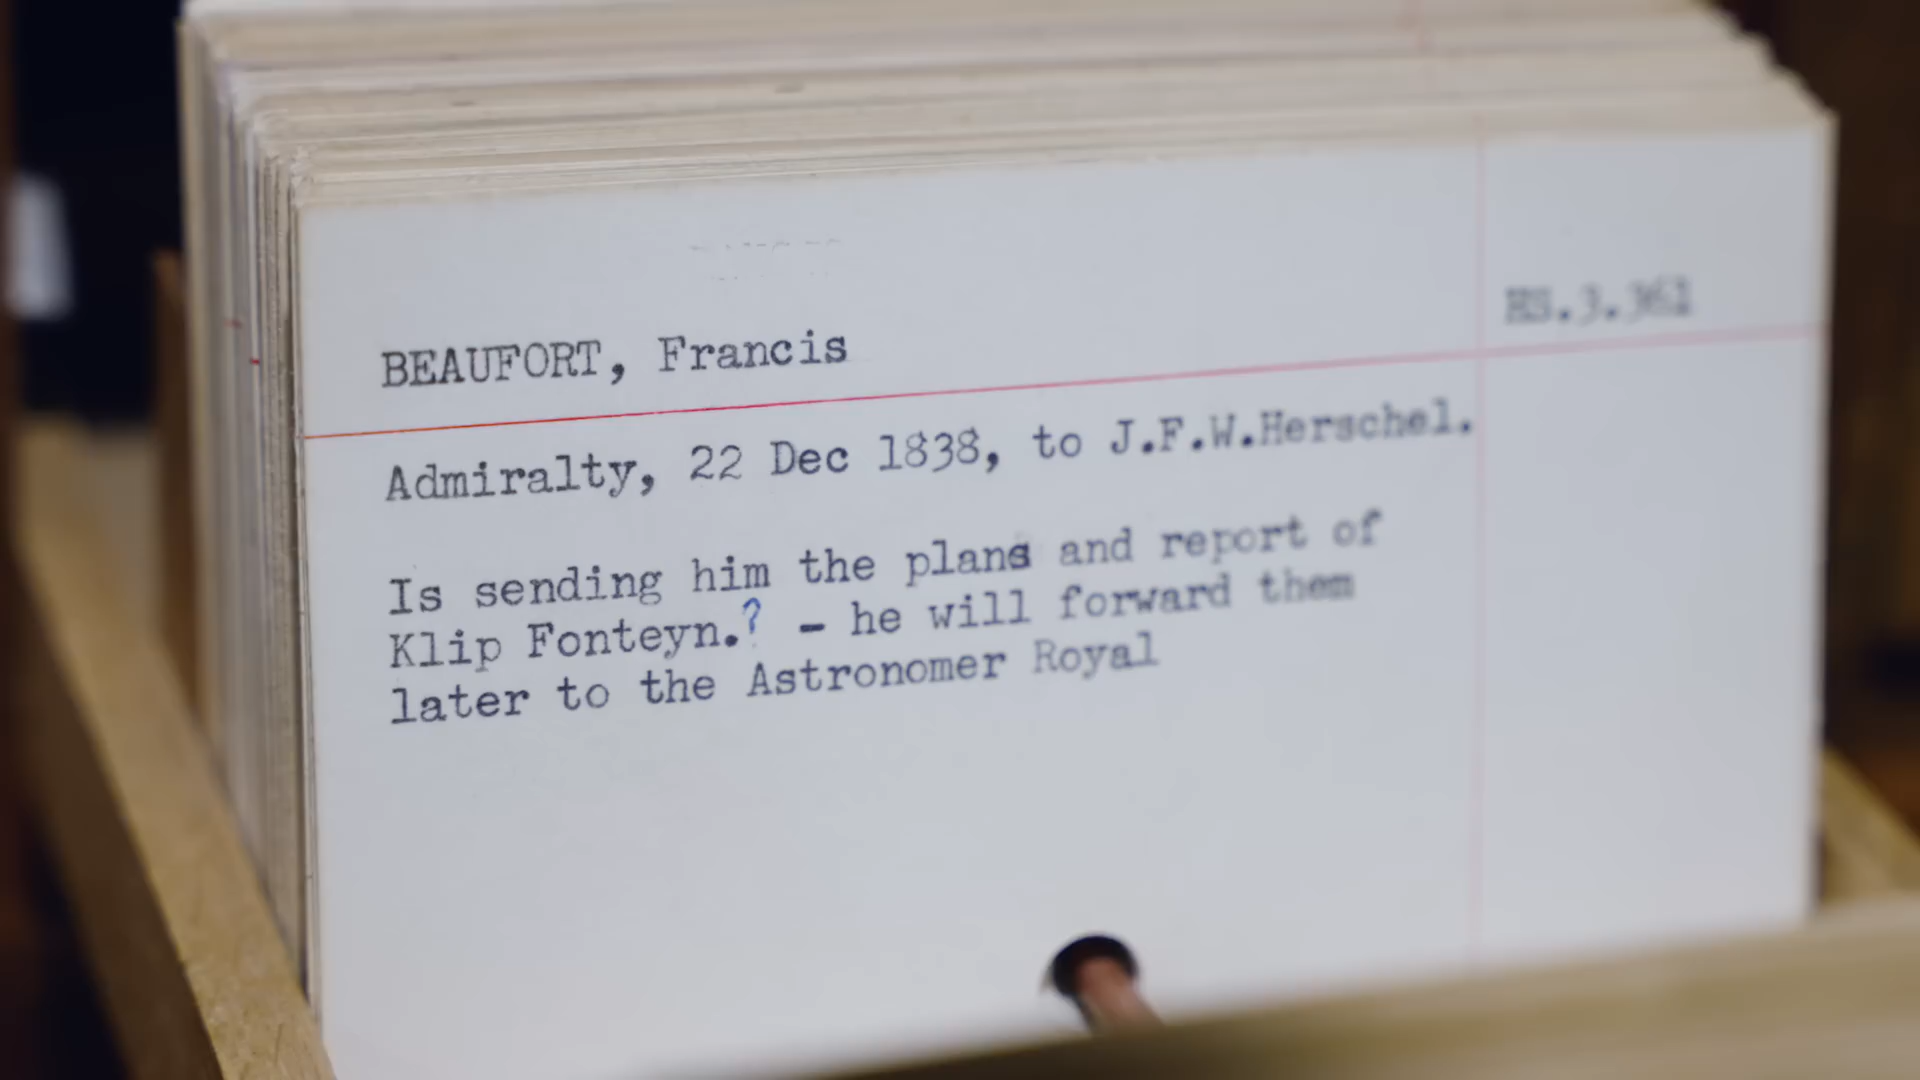 HS.3.361
BEAUFORT, Francis
Admiralty, 22 Dec 1838, to J.F.W.Herschel.
Is sending him the plans and report of
Klip Fonteyn.? - he will forward them
later to the Astronomer Royal